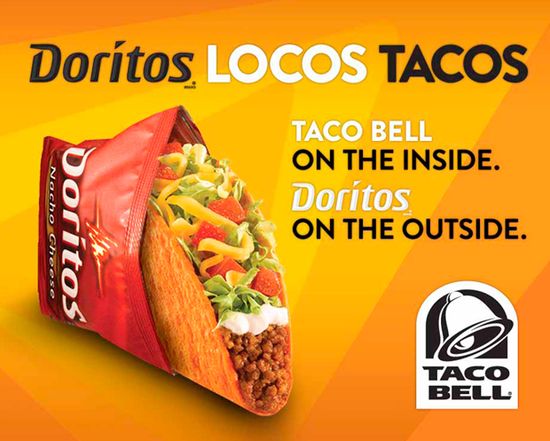 Doritos LOCOS TACOS
TACO BELL
ON THE INSIDE.
Doritos
ON THE OUTSIDE.
Doritos
Nacho Cheese
TACO
BELL